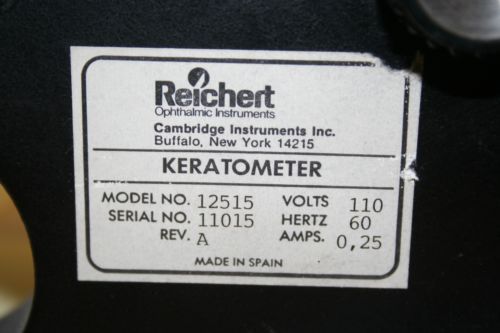 Reichert
Ophthalmic Instruments
Cambridge Instruments Inc.
Buffalo, New York 14215
KERATOMETER
MODEL NO. 12515 VOLTS 110
SERIAL NO. 11015 HERTZ 60
REV. A AMPS. 0,25
MADE IN SPAIN